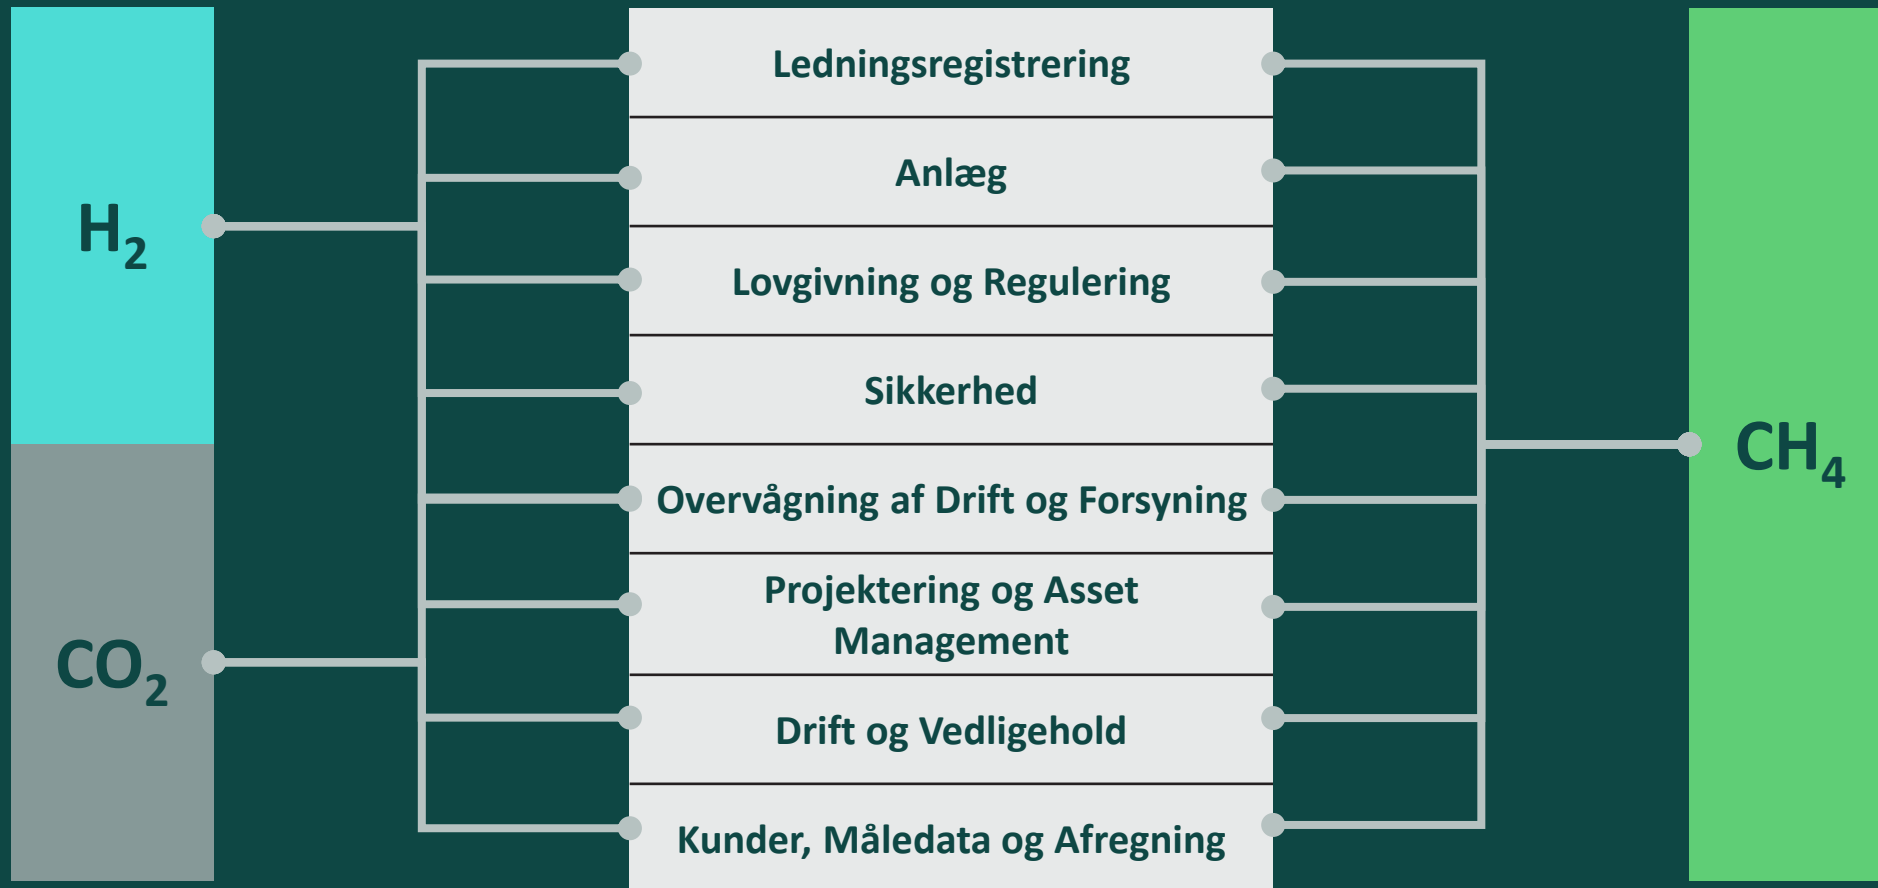 H₂
CO₂
Ledningsregistrering
Anlæg
Lovgivning og Regulering
Sikkerhed
Overvågning af Drift og Forsyning
Projektering og Asset
Management
Drift og Vedligehold
Kunder, Måledata og Afregning
CH₄